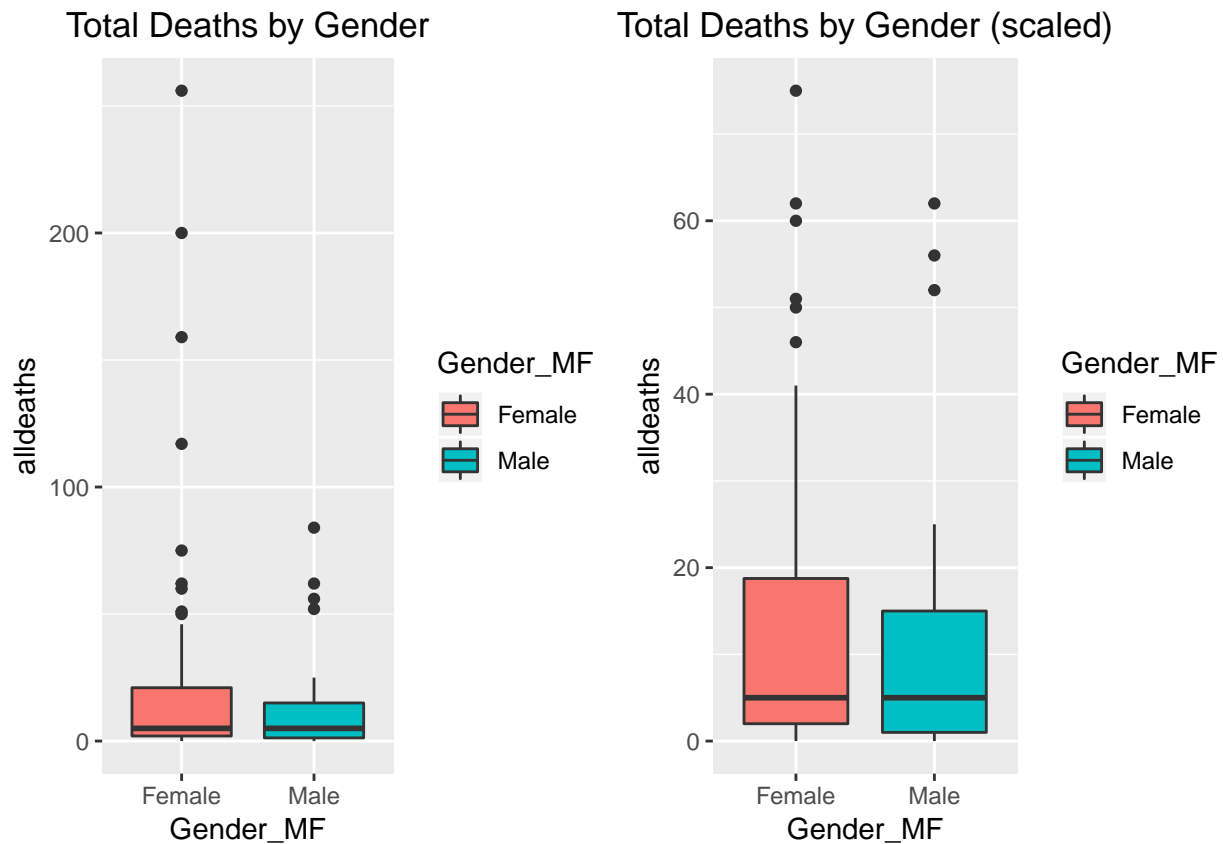 Total Deaths by Gender
200
100
0
alldeaths
Female
Male
Gender_MF
Gender_MF
Female
Male
Total Deaths by Gender (scaled)
60
40
20
0
alldeaths
Female
Male
Gender_MF
Gender_MF
Female
Male